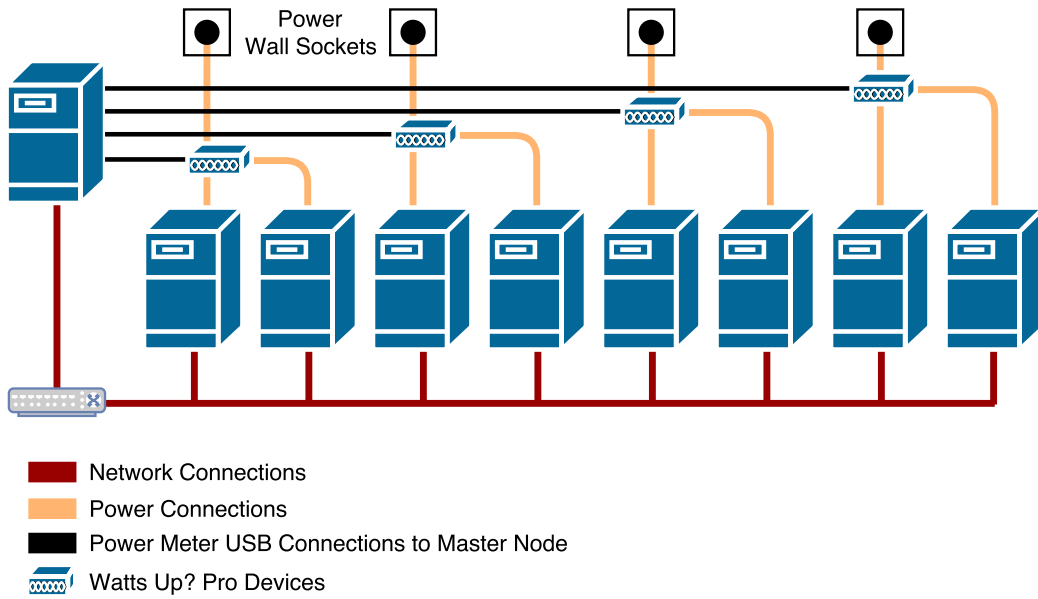 Power
Wall Sockets
Network Connections
Power Connections
Power Meter USB Connections to Master Node
Watts Up? Pro Devices